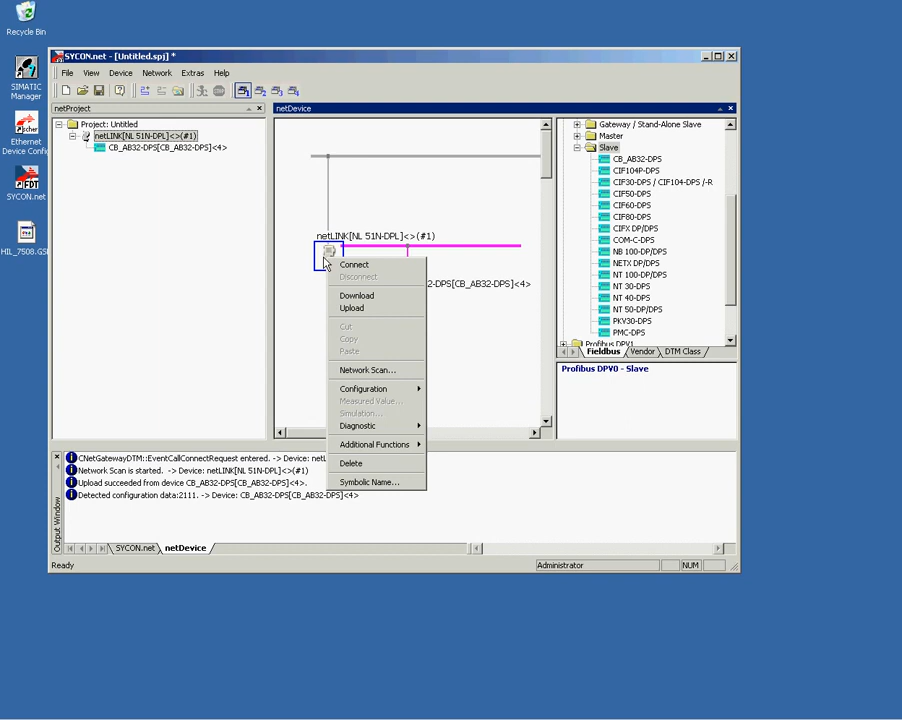 Recycle Bin
SIMATIC
Manager
Ethernet
Device Config
SYCON.net
HIL_7508.GS
SYCON.net - [Untitled.spj] *
File View Device Network Extras Help
netProject
netDevice
Project: Untitled
netLINK[NL 51N-DPL]<>(#1)
CB_AB32-DPS[CB_AB32-DPS]<4>
netLINK[NL 51N-DPL]<>(#1)
2-DPS[CB_AB32-DPS]<4>
Connect
Disconnect
Download
Upload
Cut
Copy
Paste
Network Scan...
Configuration
Measured Value...
Simulation...
Diagnostic
Additional Functions
Delete
Symbolic Name...
Gateway / Stand-Alone Slave
Master
Slave
CB_AB32-DPS
CIF104P-DPS
CIF30-DPS / CIF104-DPS /-R
CIF50-DPS
CIF60-DPS
CIF80-DPS
CIFX DP/DPS
COM-C-DPS
NB 100-DP/DPS
NETX DP/DPS
NT 100-DP/DPS
NT 30-DPS
NT 40-DPS
NT 50-DP/DPS
PKV30-DPS
PMC-DPS
Profibus DPV1
Fieldbus Vendor DTM Class
Profibus DPV0 - Slave
CNetGatewayDTM::EventCallConnectRequest entered. -> Device: netL
Network Scan is started. -> Device: netLINK[NL 51N-DPL]<>(#1)
Upload succeeded from device CB_AB32-DPS[CB_AB32-DPS]<4>.
Detected configuration data:2111. -> Device: CB_AB32-DPS[CB_AB32-DPS]<4>
Output Window
SYCON.net netDevice
Ready
Administrator
NUM